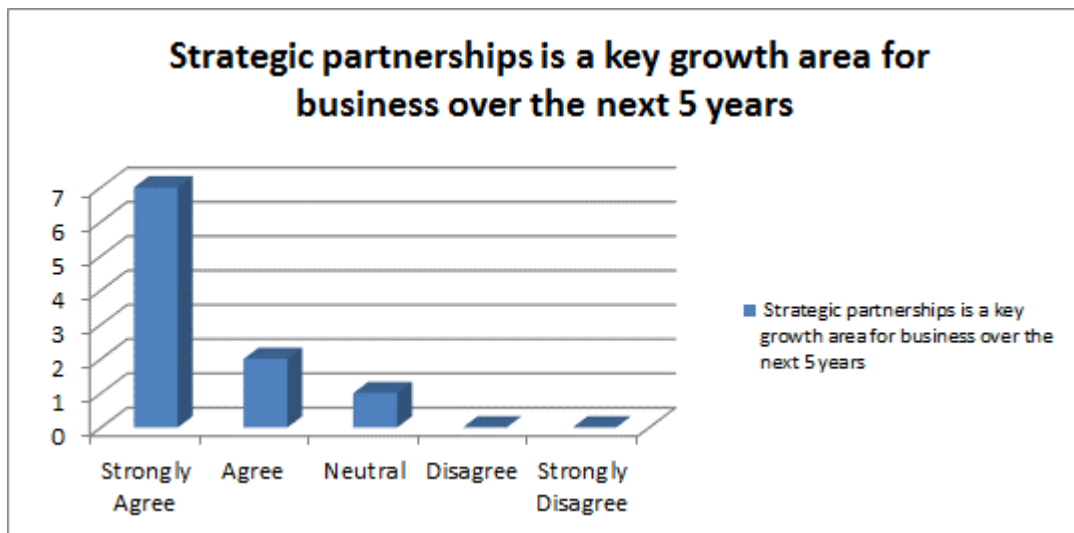 Strategic partnerships is a key growth area for
business over the next 5 years
7
6
5
4
3
2
1
0
Strongly
Agree
Agree
Neutral
Disagree
Strongly
Disagree
Strategic partnerships is a key
growth area for business over the
next 5 years